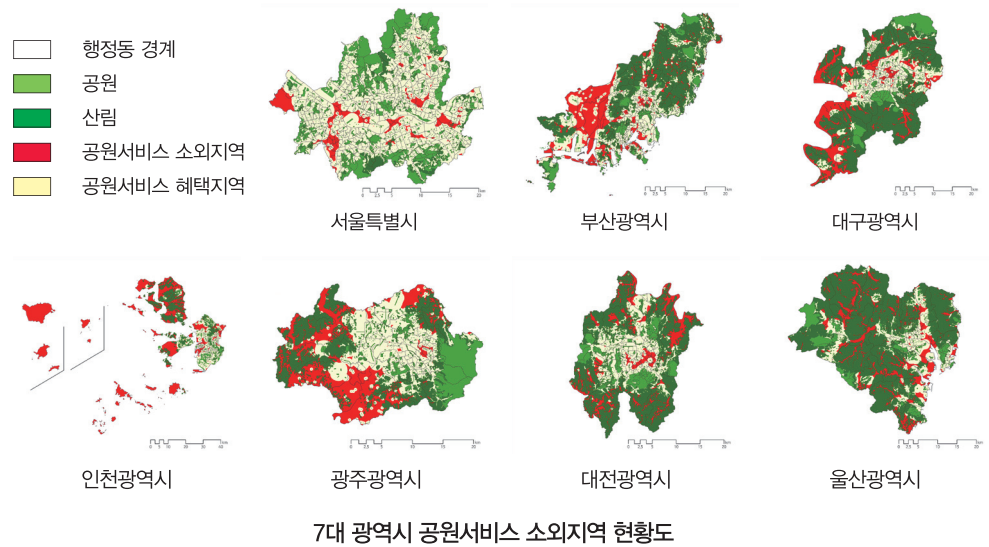 행정동 경계
공원
산림
공원서비스 소외지역
공원서비스 혜택지역
서울특별시
부산광역시
대구광역시
인천광역시
광주광역시
대전광역시
울산광역시
7대 광역시 공원서비스 소외지역 현황도